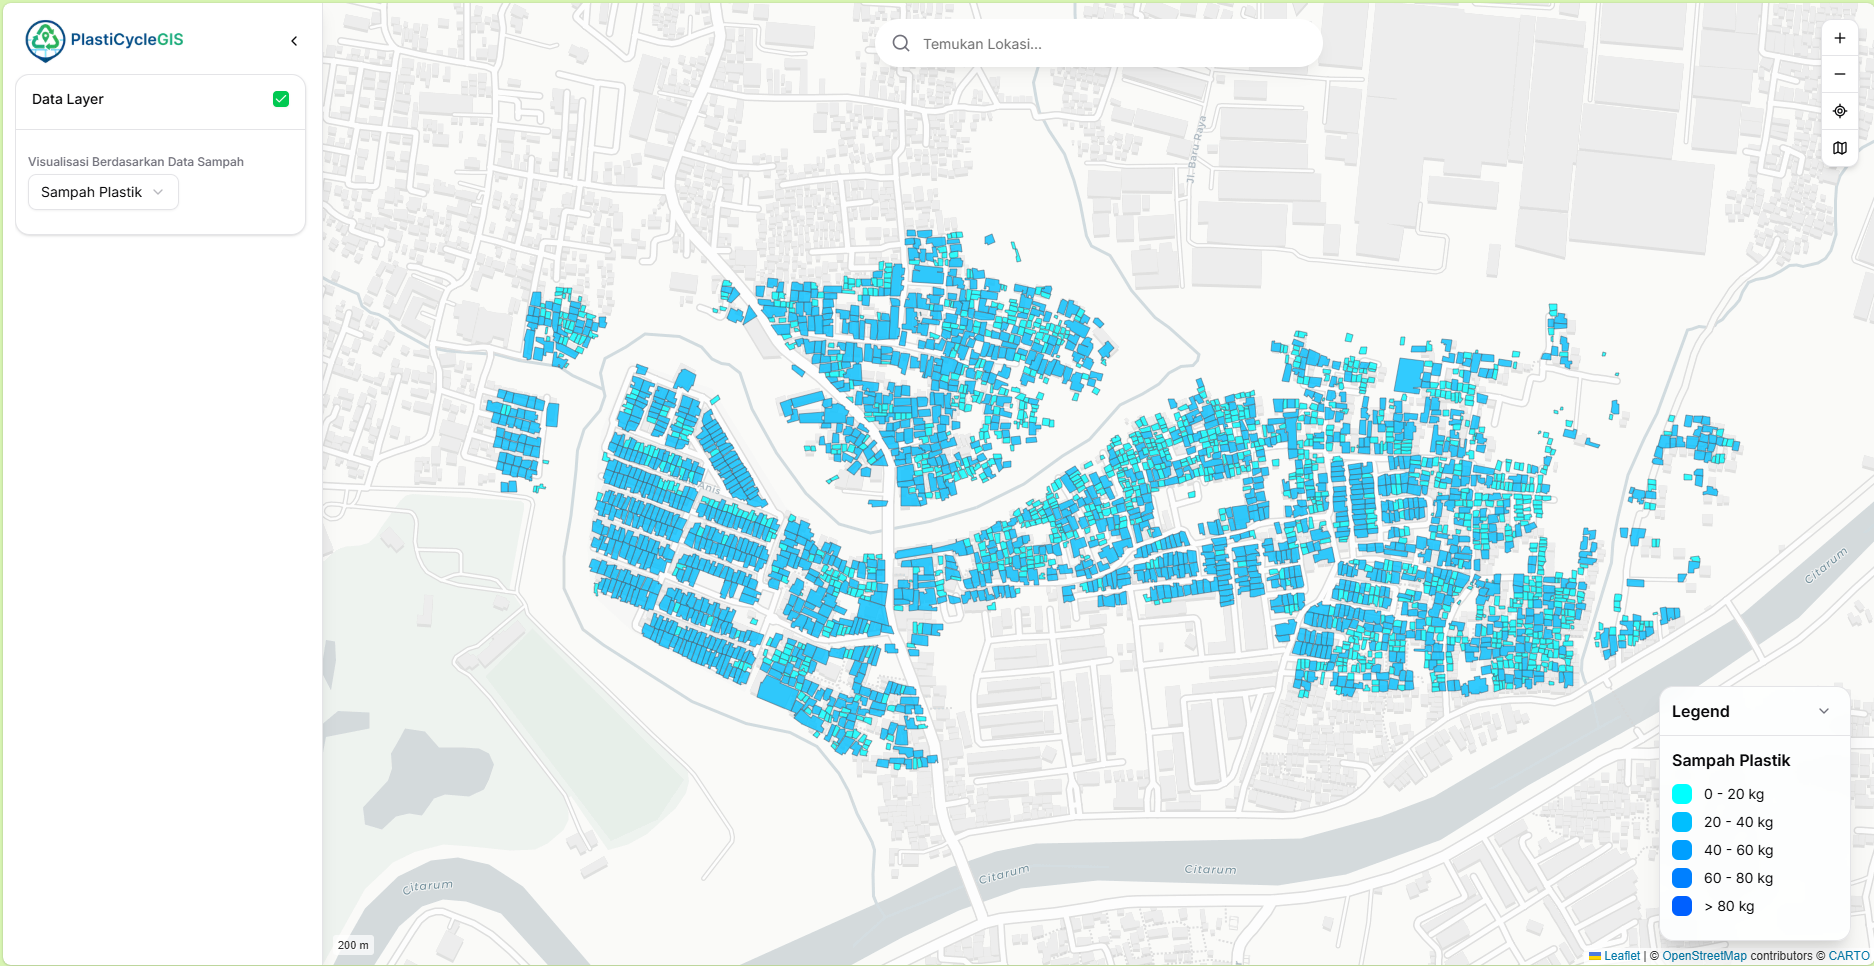 PlastiCycleGIS
Data Layer
Visualisasi Berdasarkan Data Sampah
Sampah Plastik
Temukan Lokasi...
Jl. Baru Raya
Anis
Citarum
Citarum
Citarum
Citarum
Legend
Sampah Plastik
0 - 20 kg
20 - 40 kg
40 - 60 kg
60 - 80 kg
> 80 kg
200 m
Leaflet | © OpenStreetMap contributors © CARTO